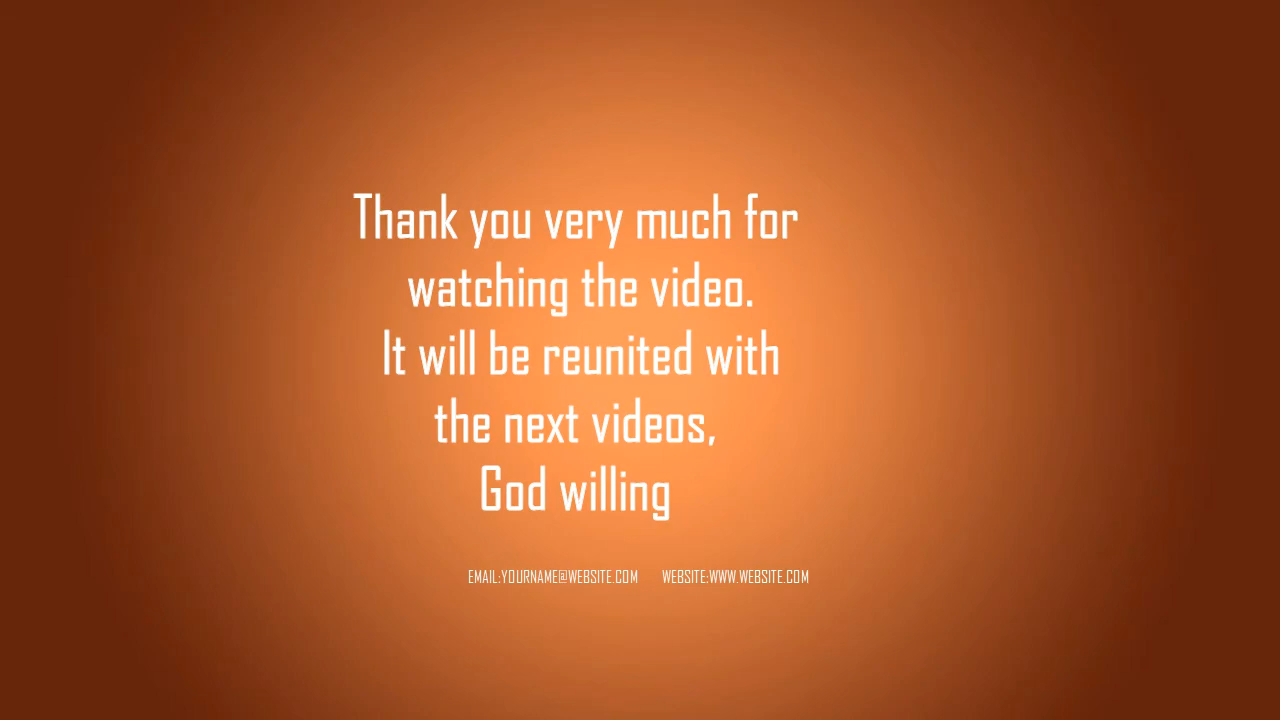 Thank you very much for
watching the video.
It will be reunited with
the next videos,
God willing
EMAIL:YOURNAME@WEBSITE.COM WEBSITE:WWW.WEBSITE.COM